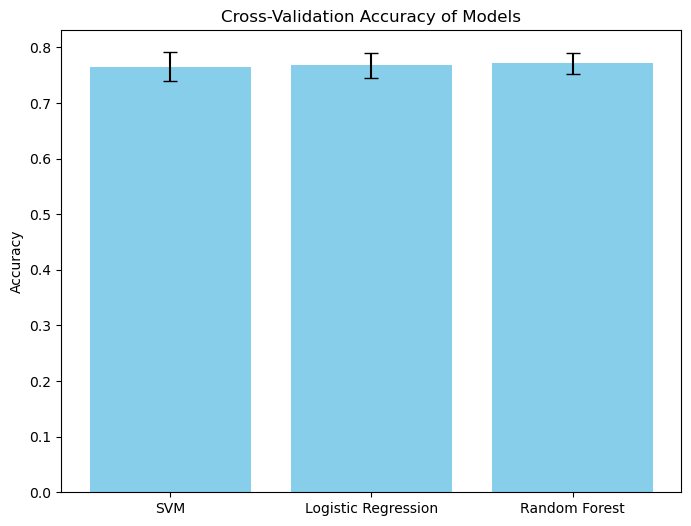 Cross-Validation Accuracy of Models
0.8
0.7
0.6
0.5
0.4
0.3
0.2
0.1
0.0
Accuracy
SVM
Logistic Regression
Random Forest